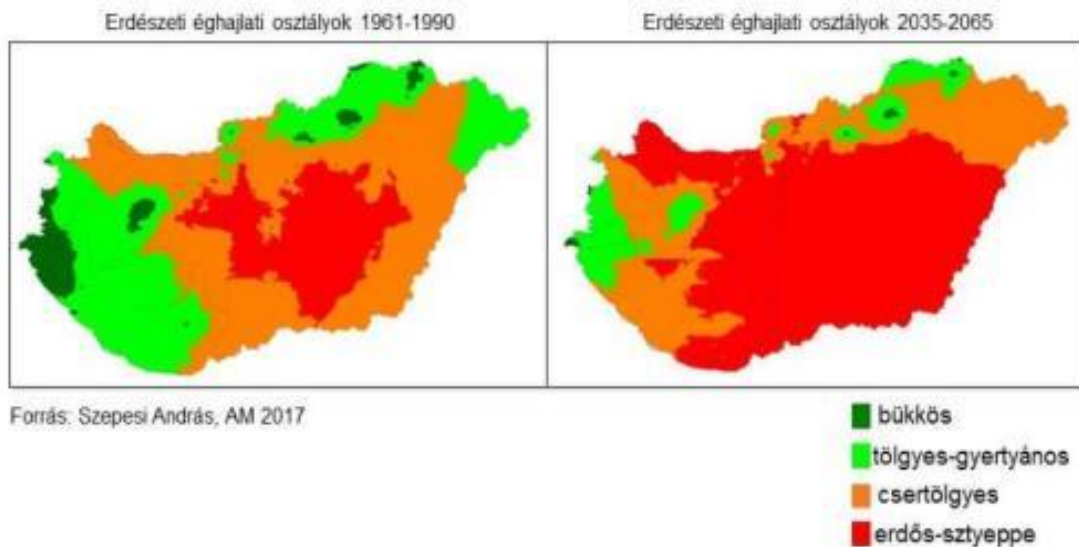 Erdészeti éghajlati osztályok 1961-1990
Erdészeti éghajlati osztályok 2035-2065
Forrás: Szepesi András, AM 2017
bükkös
tölgyes-gyertyános
csertölgyes
erdős-sztyeppe